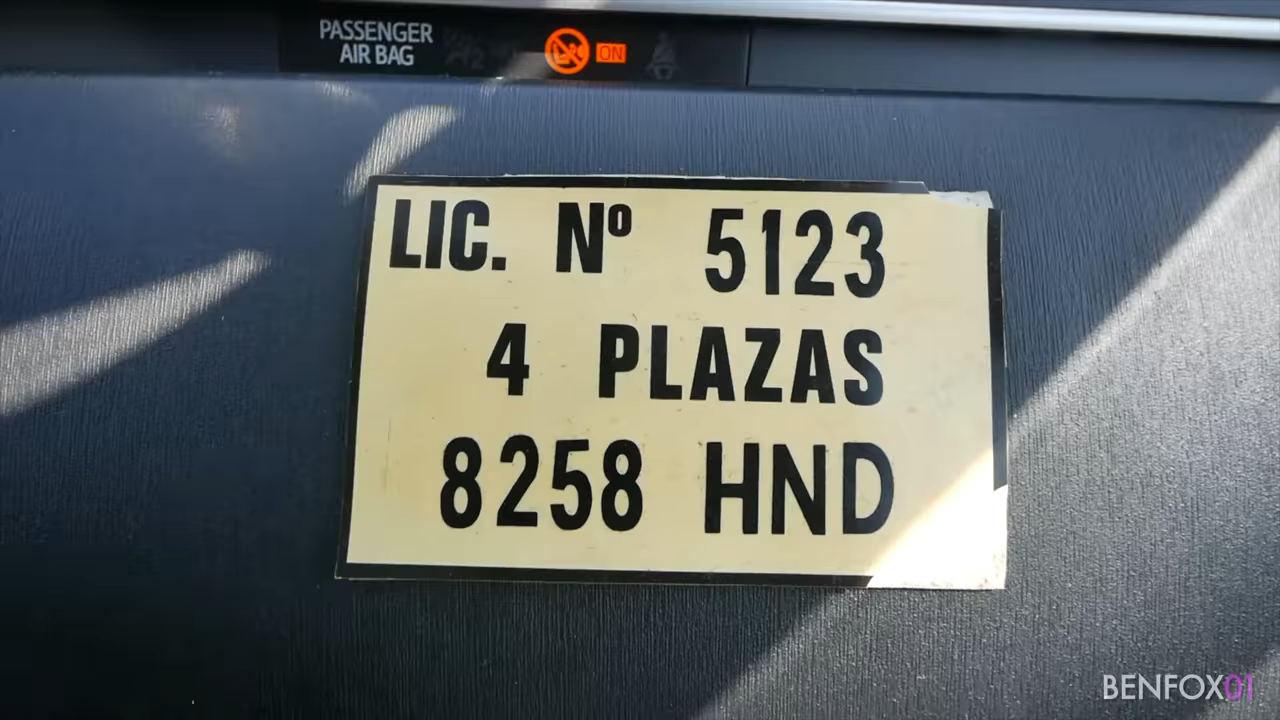 PASSENGER
AIR BAG
ON
LIC. Nº 5123
4 PLAZAS
8258 HND
BENFOX01